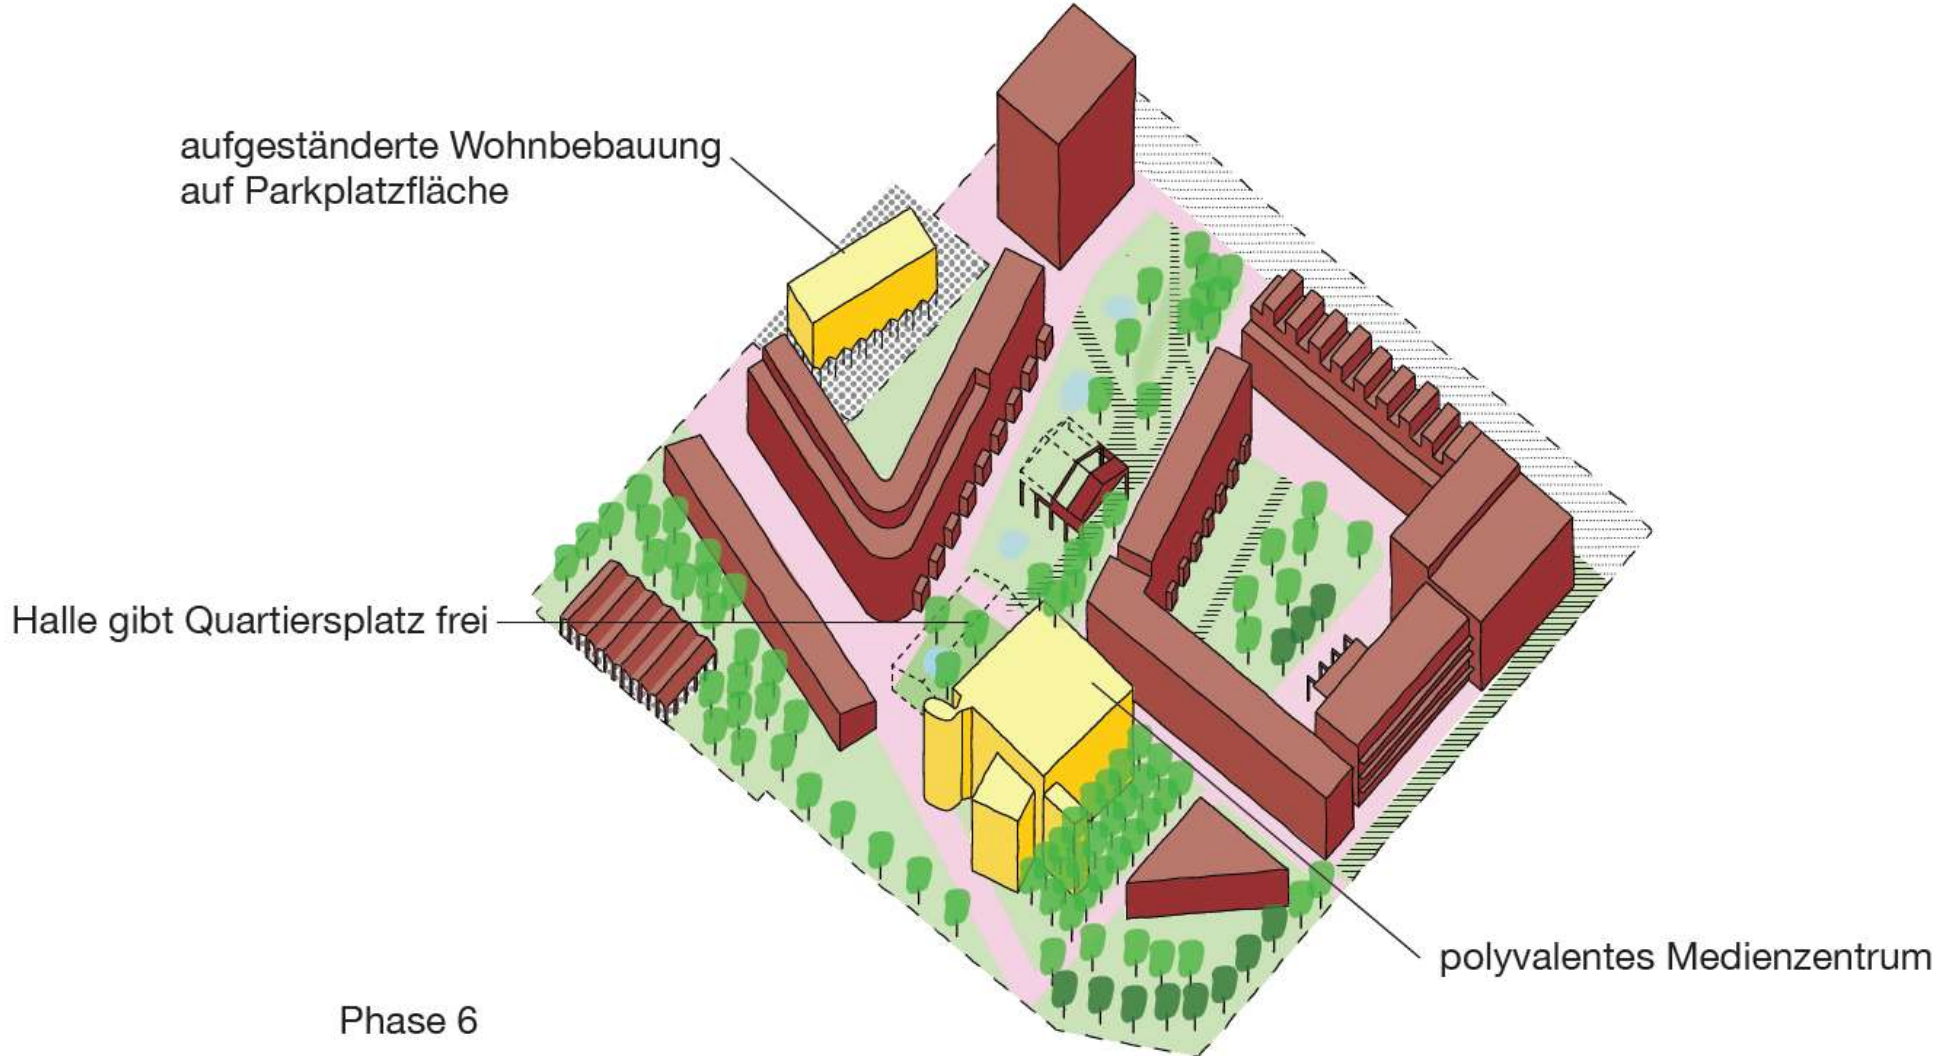 aufgeständerte Wohnbebauung
auf Parkplatzfläche
Halle gibt Quartiersplatz frei
polyvalentes Medienzentrum
Phase 6